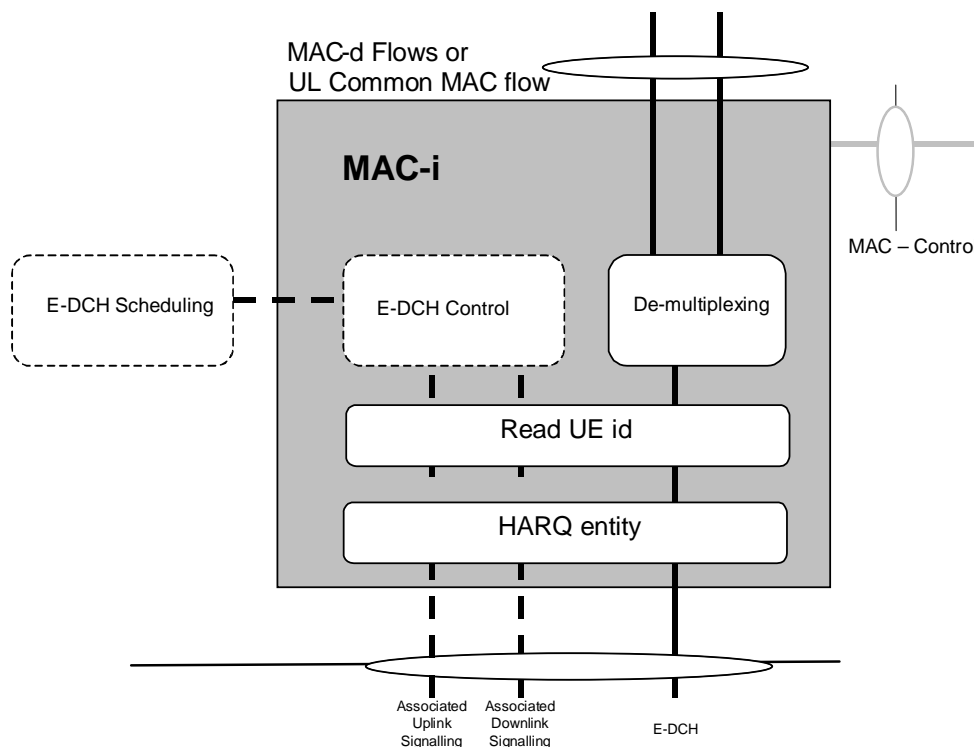 MAC-d Flows or
UL Common MAC flow
MAC-i
MAC – Contro
E-DCH Scheduling
E-DCH Control
De-multiplexing
Read UE id
HARQ entity
Associated
Uplink
Signalling
Associated
Downlink
Signalling
E-DCH